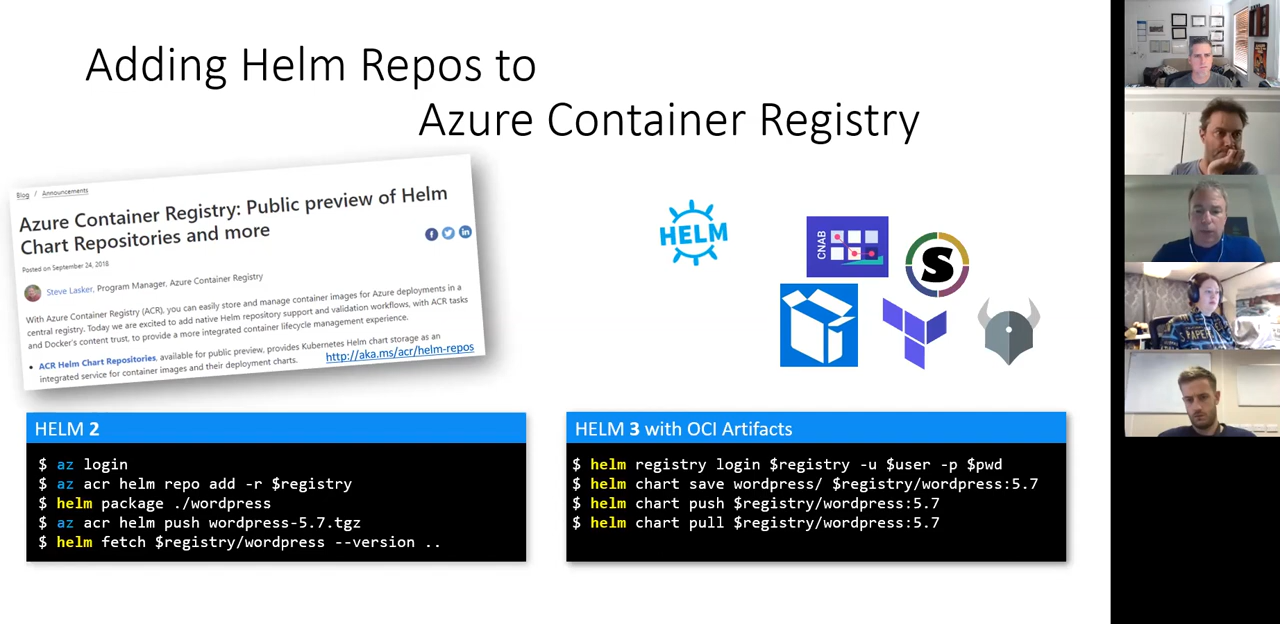 Adding Helm Repos to
Azure Container Registry
Blog / Announcements
Azure Container Registry: Public preview of Helm
Chart Repositories and more
Posted on September 24, 2018
Steve Lasker, Program Manager, Azure Container Registry
With Azure Container Registry (ACR), you can easily store and manage container images for Azure deployments in a
central registry. Today we are excited to add native Helm repository support and validation workflows, with ACR tasks
and Docker's content trust, to provide a more integrated container lifecycle management experience.
• ACR Helm Chart Repositories, available for public preview, provides Kubernetes Helm chart storage as an
integrated service for container images and their deployment charts.
http://aka.ms/acr/helm-repos
HELM
CNAB
S
HELM 2
$ az login
$ az acr helm repo add -r $registry
$ helm package ./wordpress
$ az acr helm push wordpress-5.7.tgz
$ helm fetch $registry/wordpress --version ..
HELM 3 with OCI Artifacts
$ helm registry login $registry -u $user -p $pwd
$ helm chart save wordpress/ $registry/wordpress:5.7
$ helm chart push $registry/wordpress:5.7
$ helm chart pull $registry/wordpress:5.7